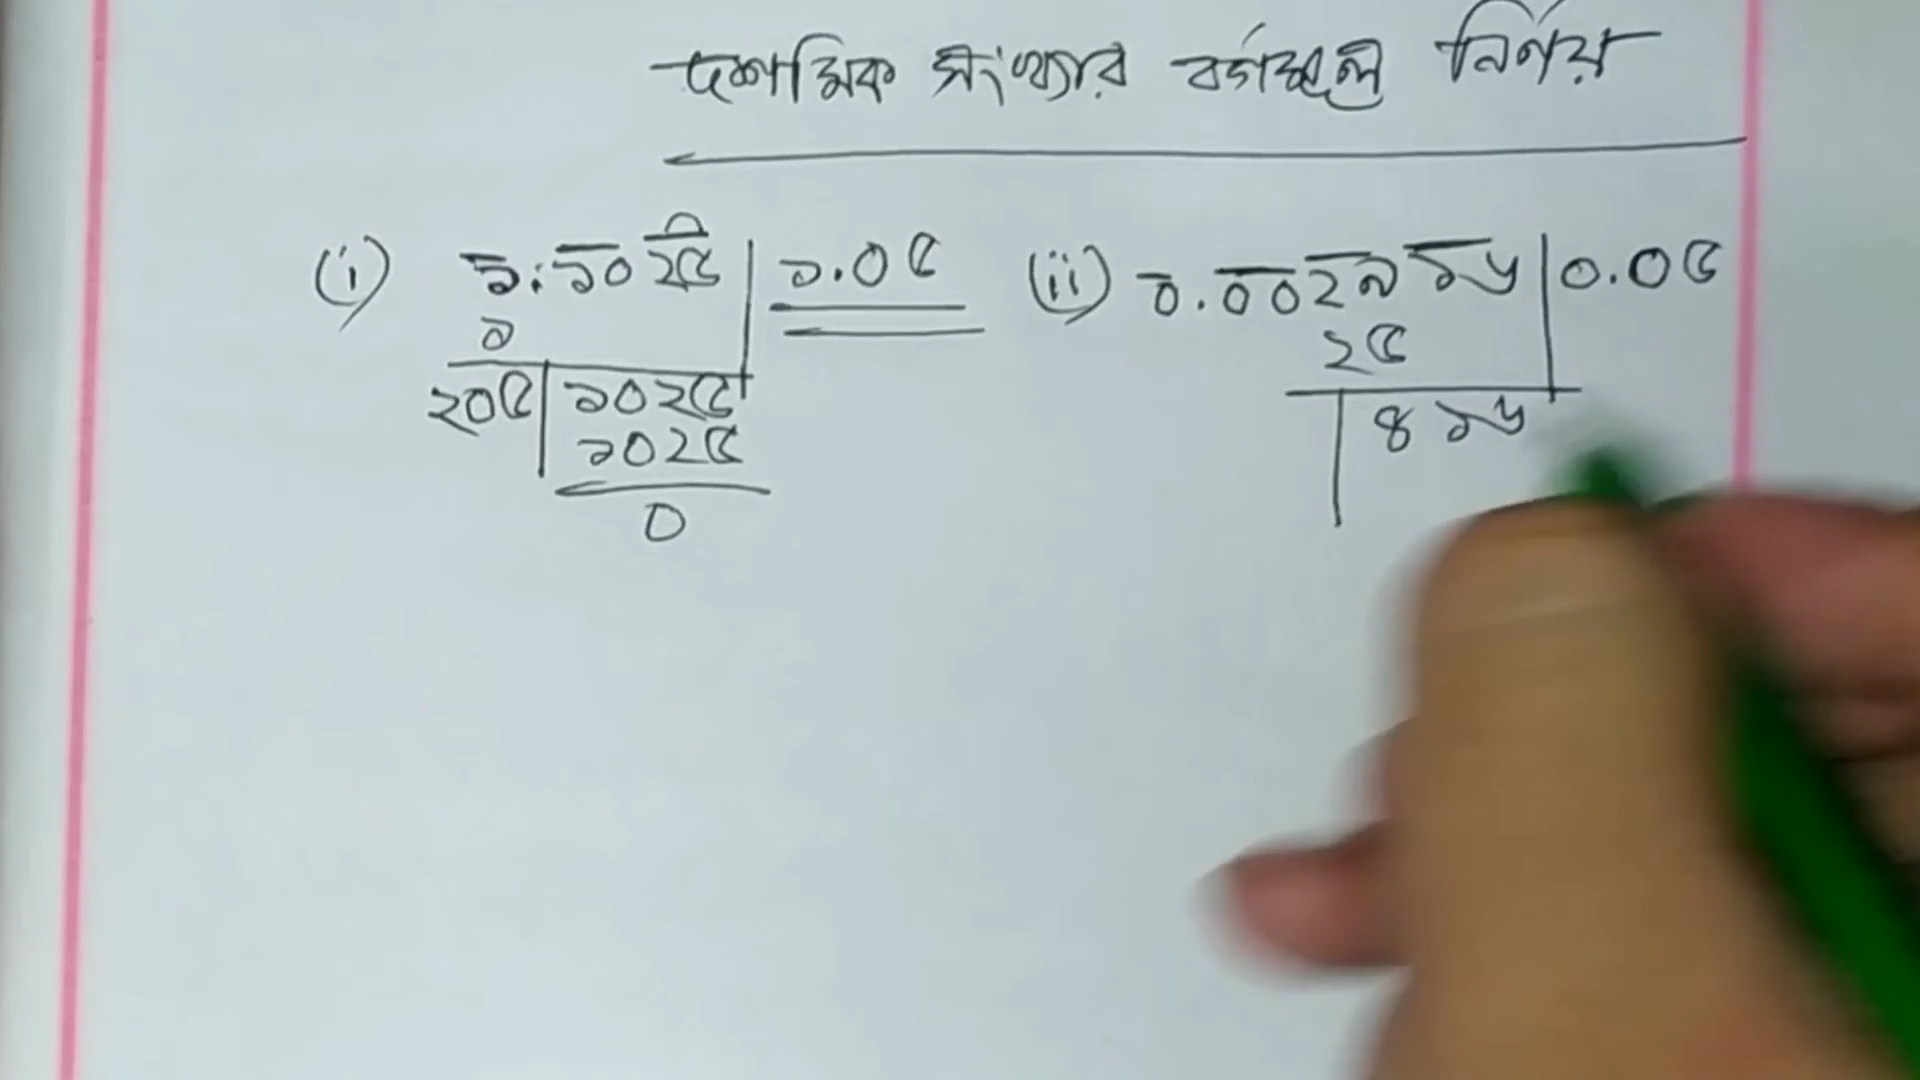 দশমিক সংখ্যার বর্গমূল নির্ণয়
(i) ১.১০২৫ | ১.০৫
১
২০৫ | ১০২৫
১০২৫
০
(ii) ০.০০২৯১৬ | ০.০৫
২৫
৪১৬